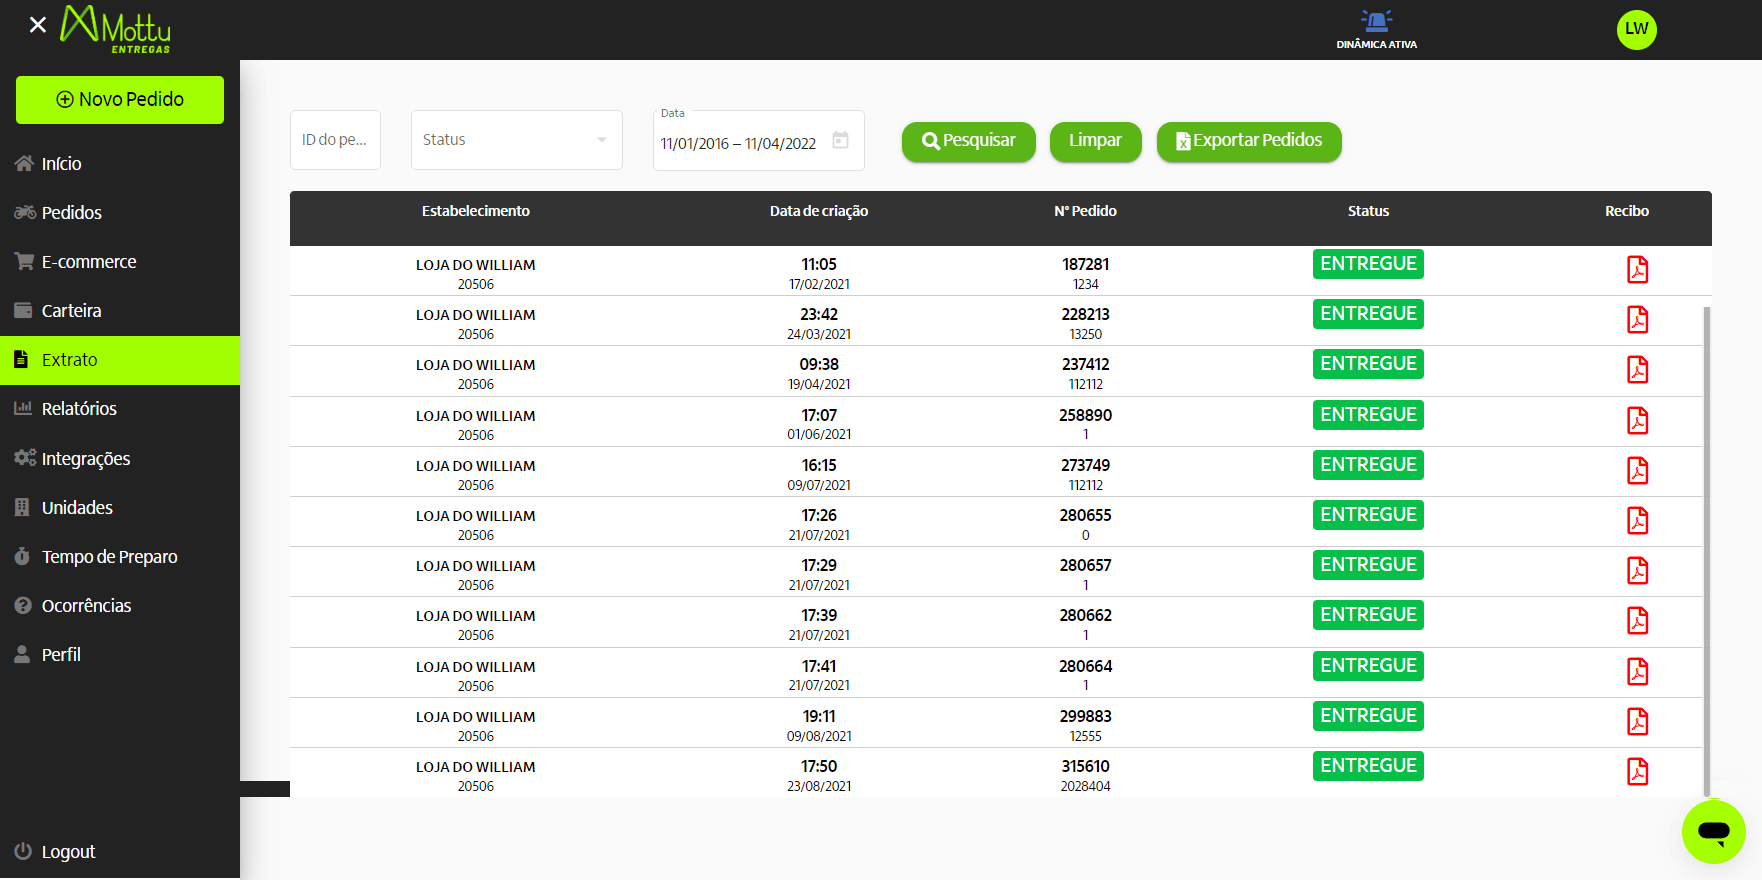 Mottu
ENTREGAS
DINÂMICA ATIVA
LW
Novo Pedido
Início
Pedidos
E-commerce
Carteira
Extrato
Relatórios
Integrações
Unidades
Tempo de Preparo
Ocorrências
Perfil
Logout
ID do pe...
Status
Data
11/01/2016 – 11/04/2022
Pesquisar
Limpar
Exportar Pedidos
Estabelecimento Data de criação N° Pedido Status Recibo
LOJA DO WILLIAM 11:05 187281 ENTREGUE
20506 17/02/2021 1234
LOJA DO WILLIAM 23:42 228213 ENTREGUE
20506 24/03/2021 13250
LOJA DO WILLIAM 09:38 237412 ENTREGUE
20506 19/04/2021 112112
LOJA DO WILLIAM 17:07 258890 ENTREGUE
20506 01/06/2021 1
LOJA DO WILLIAM 16:15 273749 ENTREGUE
20506 09/07/2021 112112
LOJA DO WILLIAM 17:26 280655 ENTREGUE
20506 21/07/2021 0
LOJA DO WILLIAM 17:29 280657 ENTREGUE
20506 21/07/2021 1
LOJA DO WILLIAM 17:39 280662 ENTREGUE
20506 21/07/2021 1
LOJA DO WILLIAM 17:41 280664 ENTREGUE
20506 21/07/2021 1
LOJA DO WILLIAM 19:11 299883 ENTREGUE
20506 09/08/2021 12555
LOJA DO WILLIAM 17:50 315610 ENTREGUE
20506 23/08/2021 2028404